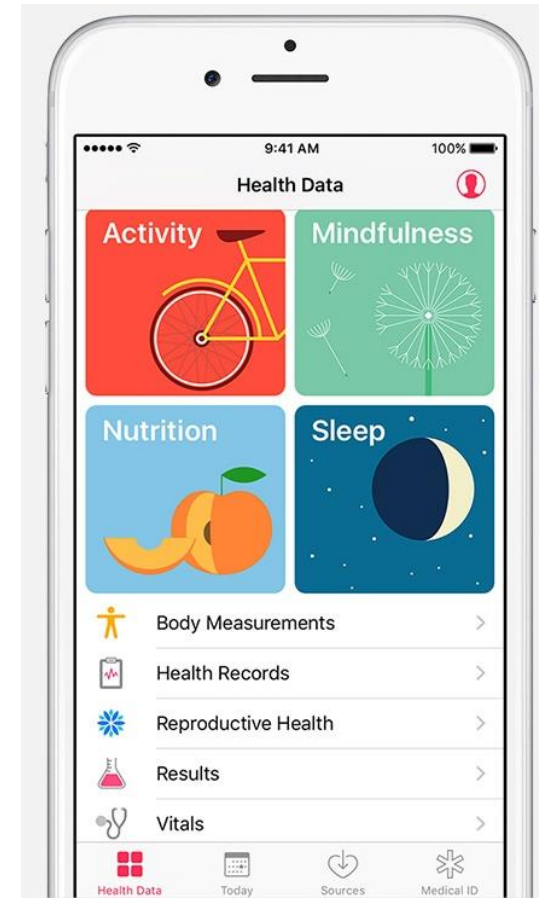 9:41 AM 100%
Health Data
Activity Mindfulness
Nutrition Sleep
Body Measurements
Health Records
Reproductive Health
Results
Vitals
Health Data Today Sources Medical ID